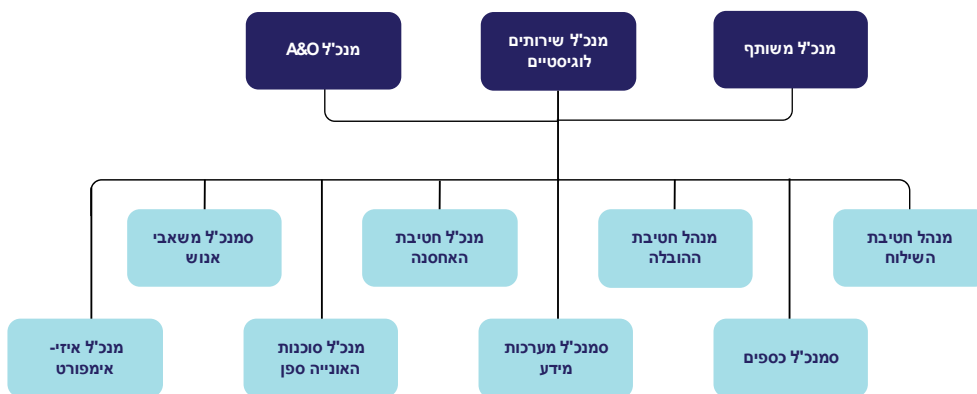 מנכ"ל משותף
מנכ"ל שירותים
לוגיסטיים
מנכ"ל A&O
מנהל חטיבת
השילוח
מנהל חטיבת
ההובלה
מנכ"ל חטיבת
האחסנה
סמנכ"ל משאבי
אנוש
סמנכ"ל כספים
סמנכ"ל מערכות
מידע
מנכ"ל סוכנות
האונייה ספן
מנכ"ל איזי-
אימפורט